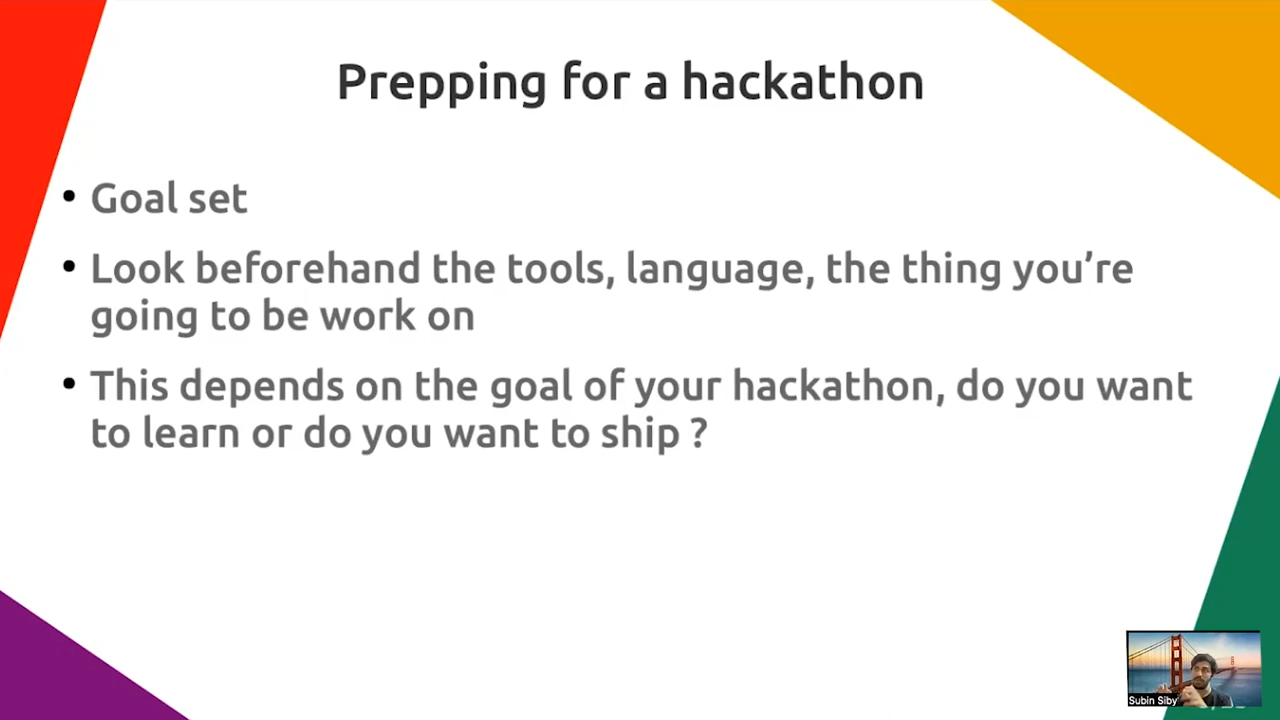 Prepping for a hackathon
• Goal set
• Look beforehand the tools, language, the thing you’re
going to be work on
• This depends on the goal of your hackathon, do you want
to learn or do you want to ship ?
Subin Siby